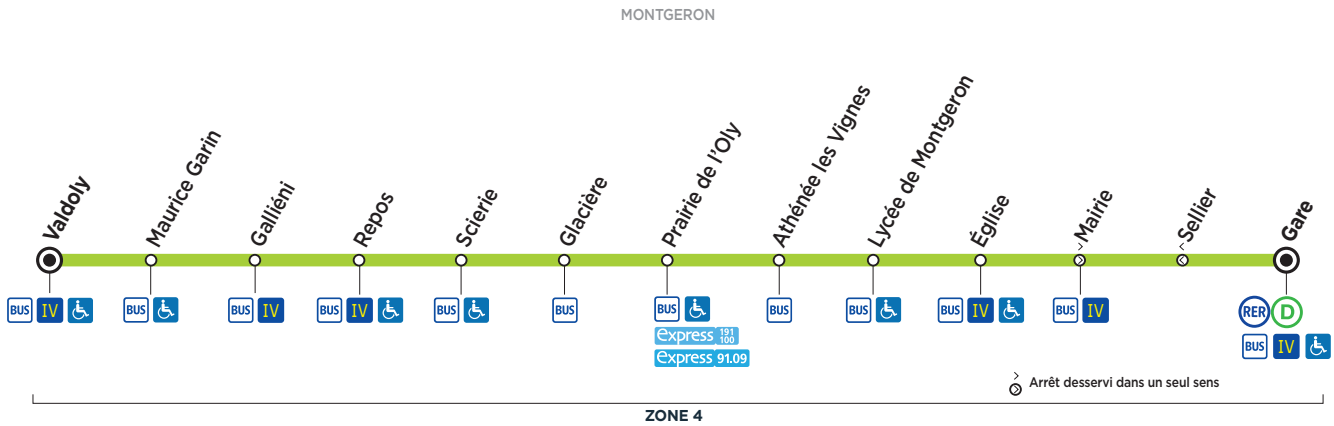 MONTGERON
Valdoly
Maurice Garin
Galliéni
Repos
Scierie
Glacière
Prairie de l'Oly
Athénée les Vignes
Lycée de Montgeron
Église
Mairie
Sellier
Gare
BUS IV
BUS
BUS IV
BUS IV
BUS
BUS
BUS
express 191 100
express 91.09
BUS
BUS
BUS IV
BUS IV
RER D
BUS IV
Arrêt desservi dans un seul sens
ZONE 4